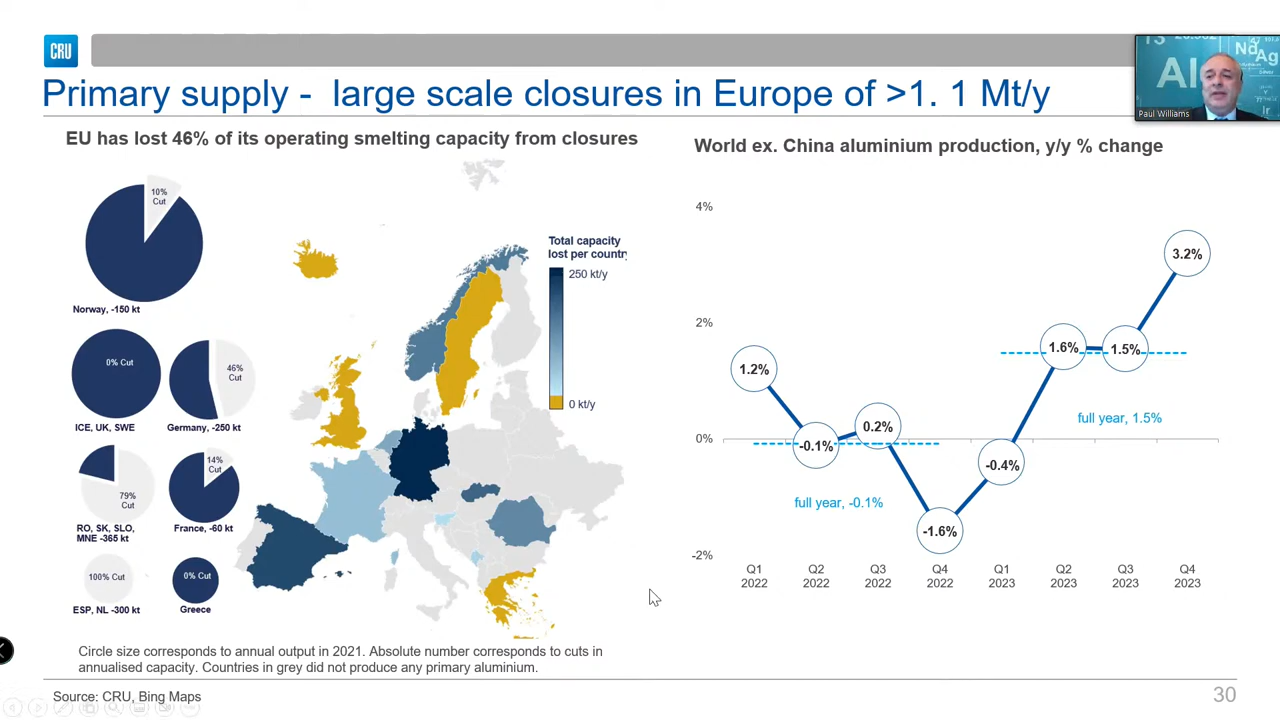 CRU
Primary supply -  large scale closures in Europe of >1. 1 Mt/y
Al
Nd
Ag
Ir
Paul Williams
EU has lost 46% of its operating smelting capacity from closures
10%
Cut
Norway, -150 kt
0% Cut
ICE, UK, SWE
46%
Cut
Germany, -250 kt
79%
Cut
RO, SK, SLO,
MNE -365 kt
14%
Cut
France, -60 kt
100% Cut
ESP, NL -300 kt
0% Cut
Greece
Total capacity
lost per country
250 kt/y
0 kt/y
Circle size corresponds to annual output in 2021. Absolute number corresponds to cuts in
annualised capacity. Countries in grey did not produce any primary aluminium.
World ex. China aluminium production, y/y % change
4%
2%
0%
-2%
1.2%
-0.1%
0.2%
-1.6%
-0.4%
1.6%
1.5%
3.2%
full year, -0.1%
full year, 1.5%
Q1
2022
Q2
2022
Q3
2022
Q4
2022
Q1
2023
Q2
2023
Q3
2023
Q4
2023
Source: CRU, Bing Maps
30